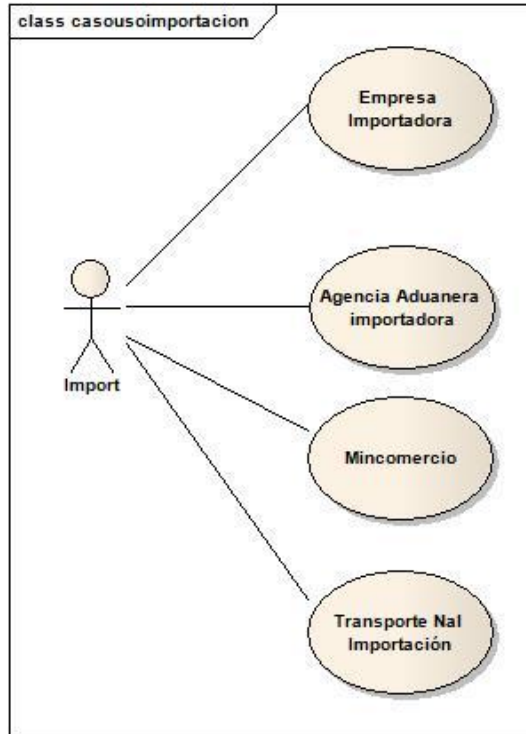 class casousoimportacion
Empresa
Importadora
Agencia Aduanera
importadora
Import
Mincomercio
Transporte Nal
Importación